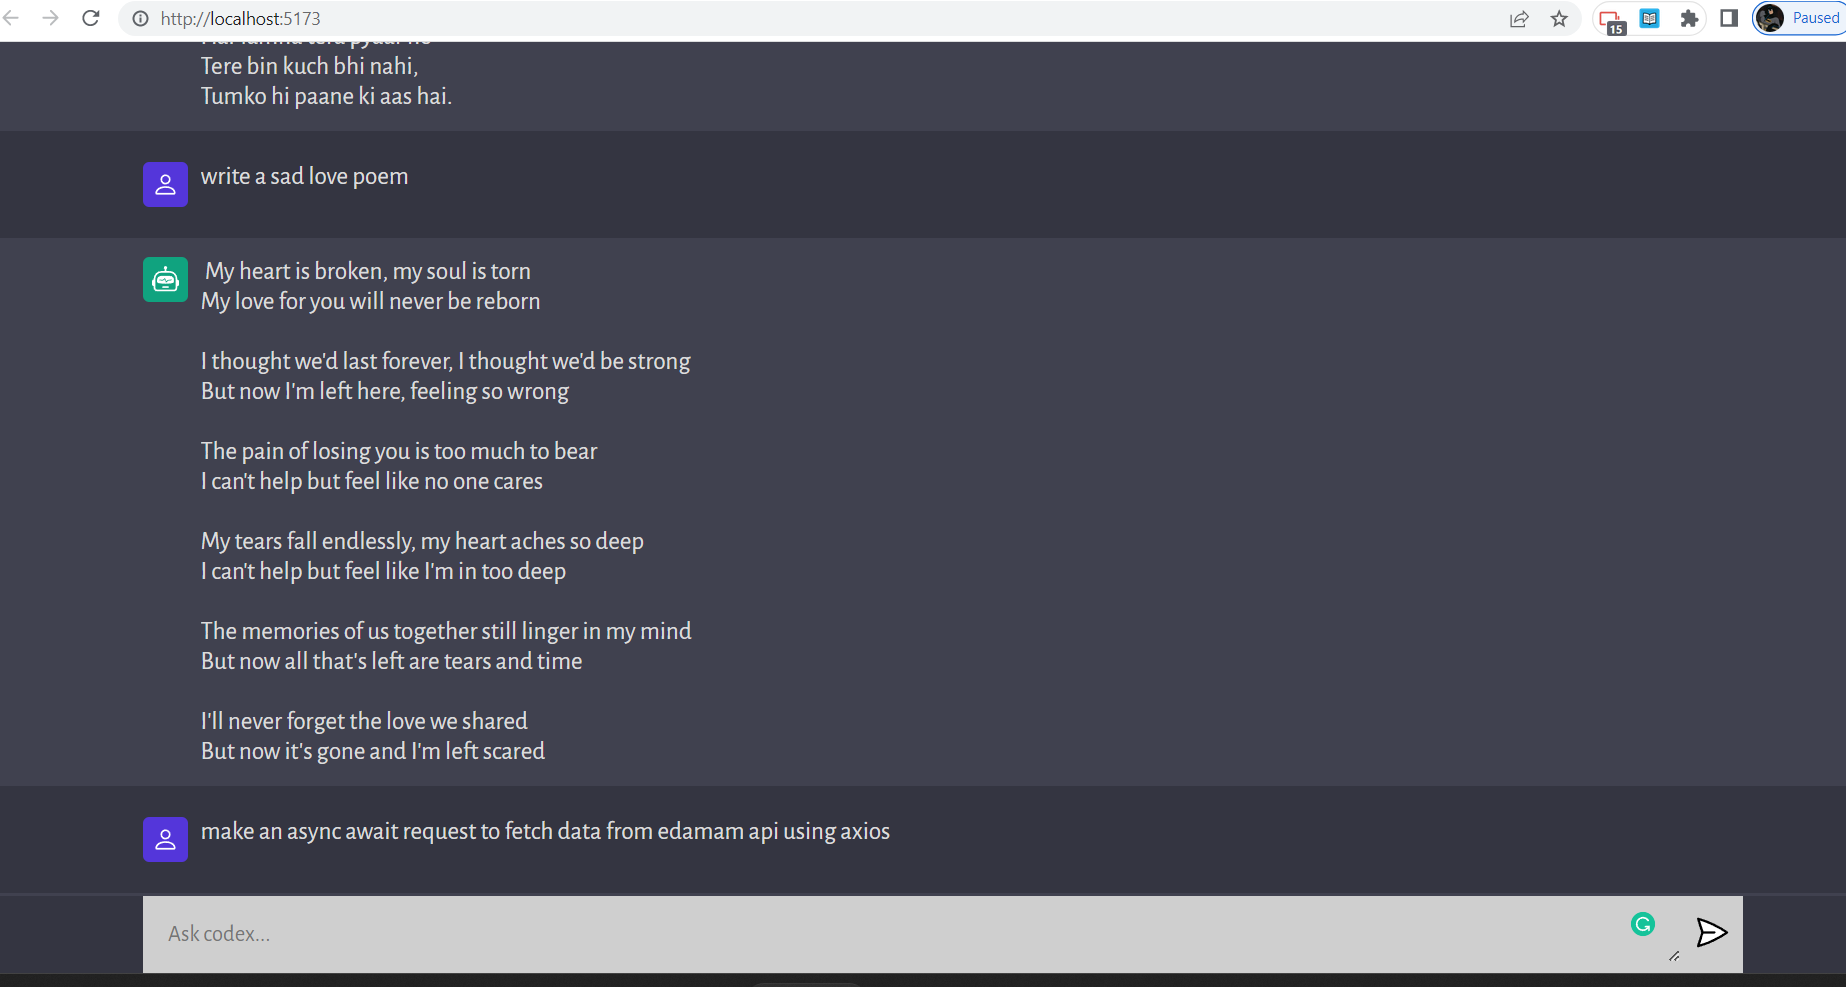 http://localhost:5173
15
Paused
Tere bin kuch bhi nahi,
Tumko hi paane ki aas hai.
write a sad love poem
My heart is broken, my soul is torn
My love for you will never be reborn
I thought we'd last forever, I thought we'd be strong
But now I'm left here, feeling so wrong
The pain of losing you is too much to bear
I can't help but feel like no one cares
My tears fall endlessly, my heart aches so deep
I can't help but feel like I'm in too deep
The memories of us together still linger in my mind
But now all that's left are tears and time
I'll never forget the love we shared
But now it's gone and I'm left scared
make an async await request to fetch data from edamam api using axios
Ask codex...